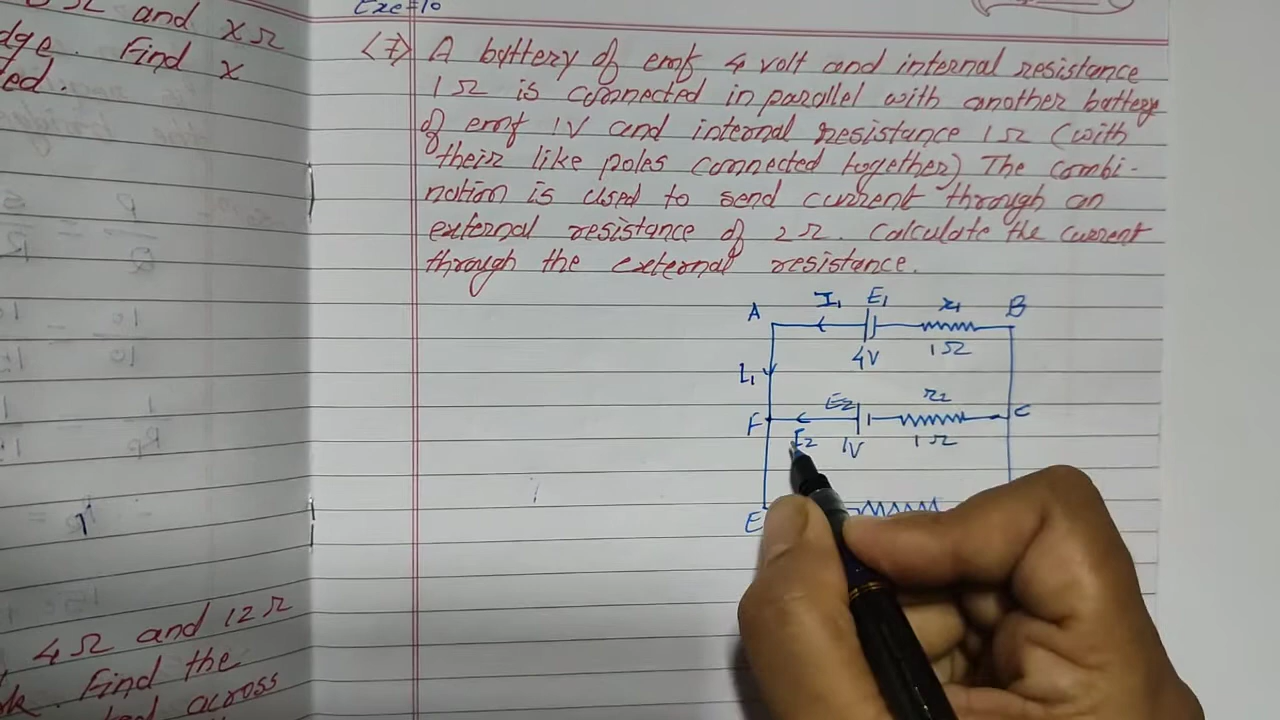 Ω and xΩ
dge. Find x
ed.
4Ω and 12Ω
Find the
across
Exe=10
<7> A battery of emf 4 volt and internal resistance
1Ω is connected in parallel with another battery
of emf 1V and internal resistance 1Ω (with
their like poles connected together) The combi-
nation is used to send current through an
external resistance of 2Ω. Calculate the current
through the external resistance.
A I₁ E₁ r₁ B
4V 1Ω
I₁
F E₂ r₂ C
I₂ 1V 1Ω
E